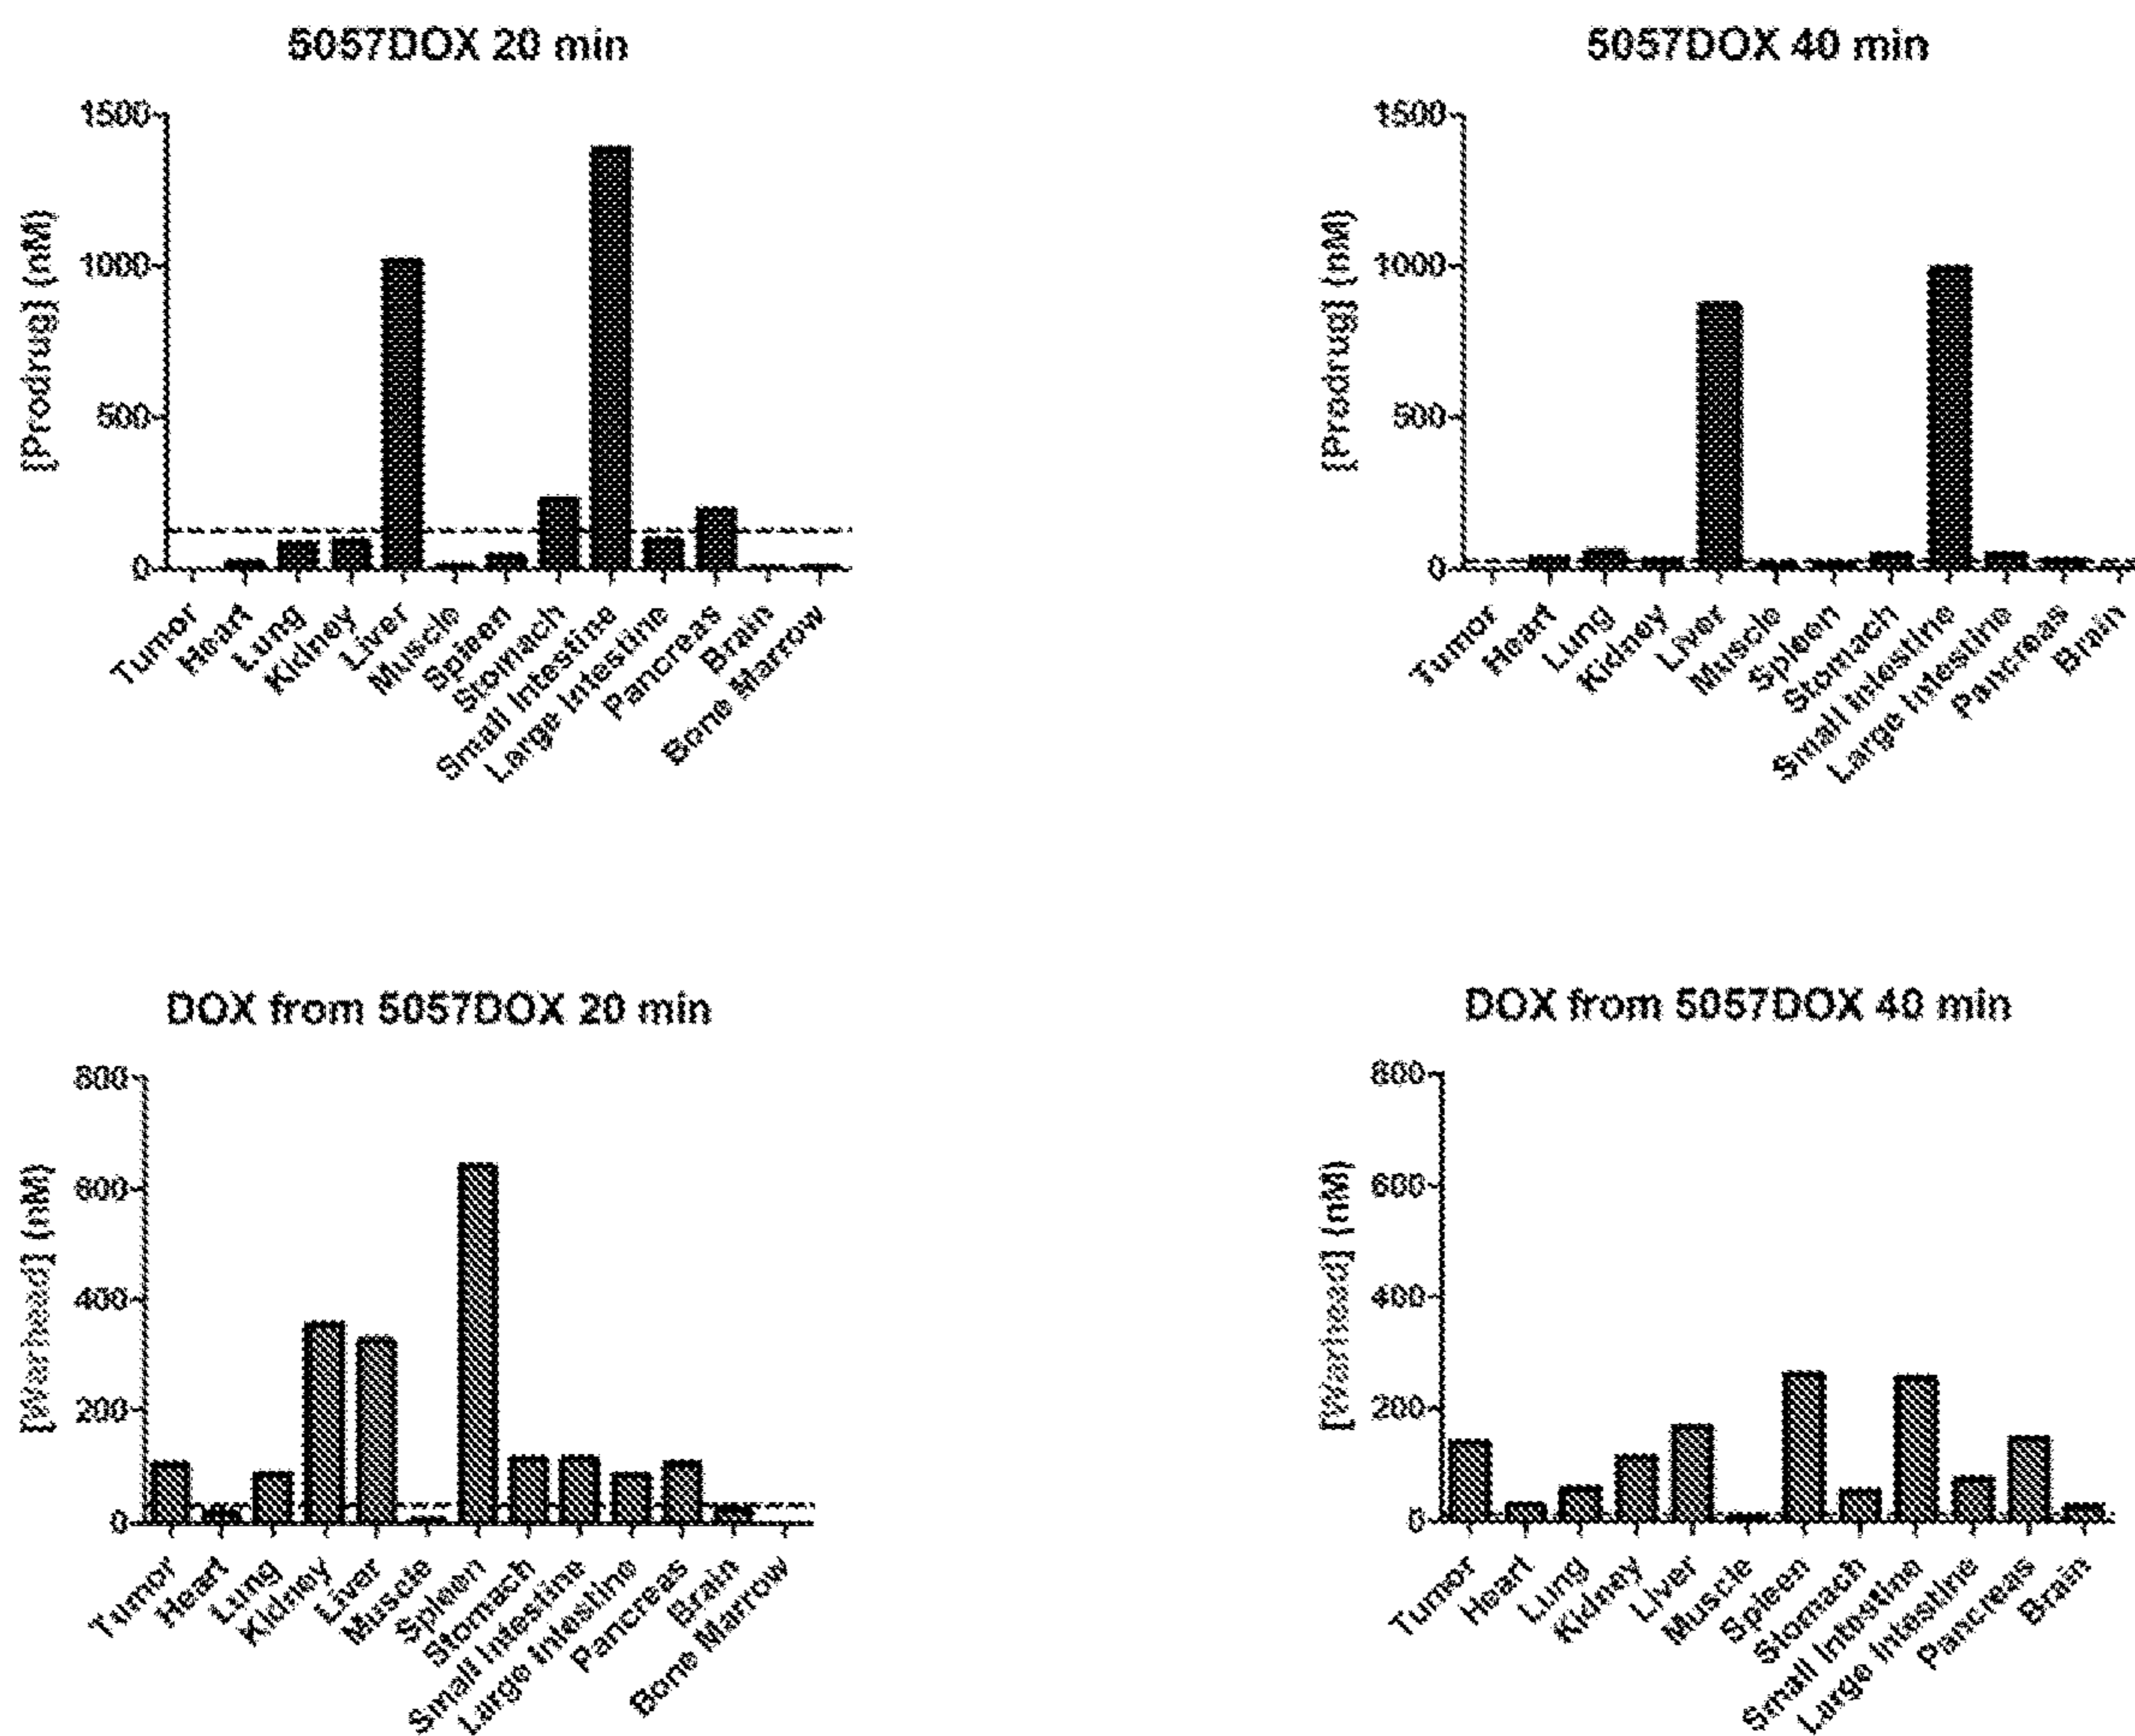 5057DOX 20 min
[Prodrug] (nM)
1500
1000
500
0
Tumor
Heart
Lung
Kidney
Liver
Muscle
Spleen
Stomach
Small Intestine
Large Intestine
Pancreas
Brain
Bone Marrow
5057DOX 40 min
[Prodrug] (nM)
1500
1000
500
0
Tumor
Heart
Lung
Kidney
Liver
Muscle
Spleen
Stomach
Small Intestine
Large Intestine
Pancreas
Brain
DOX from 5057DOX 20 min
[Warhead] (nM)
800
600
400
200
0
Tumor
Heart
Lung
Kidney
Liver
Muscle
Spleen
Stomach
Small Intestine
Large Intestine
Pancreas
Brain
Bone Marrow
DOX from 5057DOX 40 min
[Warhead] (nM)
800
600
400
200
0
Tumor
Heart
Lung
Kidney
Liver
Muscle
Spleen
Stomach
Small Intestine
Large Intestine
Pancreas
Brain